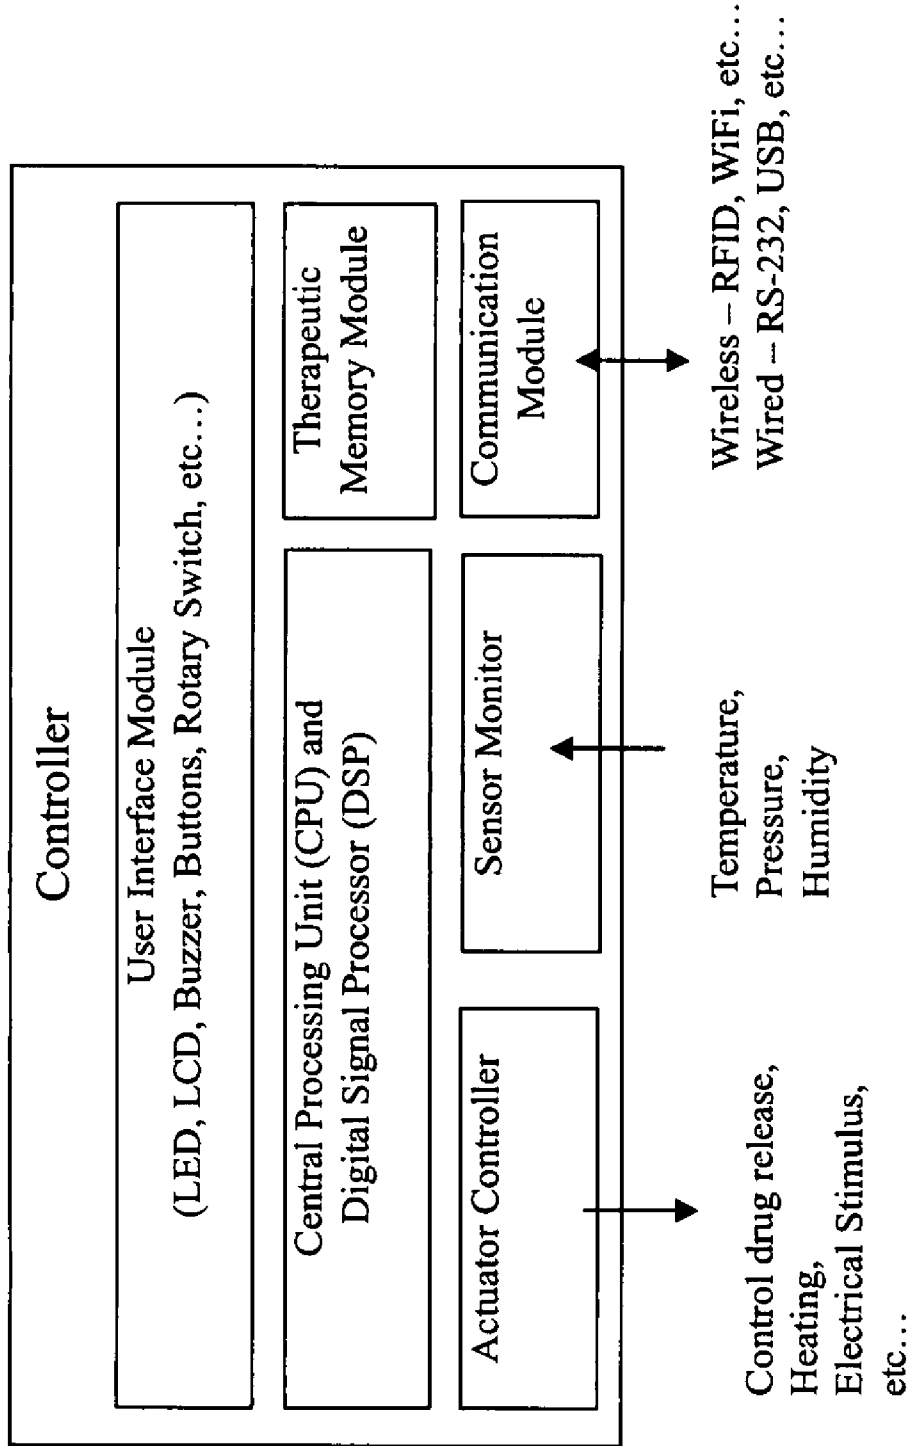 Controller
User Interface Module
(LED, LCD, Buzzer, Buttons, Rotary Switch, etc...)
Central Processing Unit (CPU) and
Digital Signal Processor (DSP)
Therapeutic
Memory Module
Actuator Controller
Sensor Monitor
Communication
Module
Control drug release,
Heating,
Electrical Stimulus,
etc...
Temperature,
Pressure,
Humidity
Wireless – RFID, WiFi, etc...
Wired – RS-232, USB, etc...